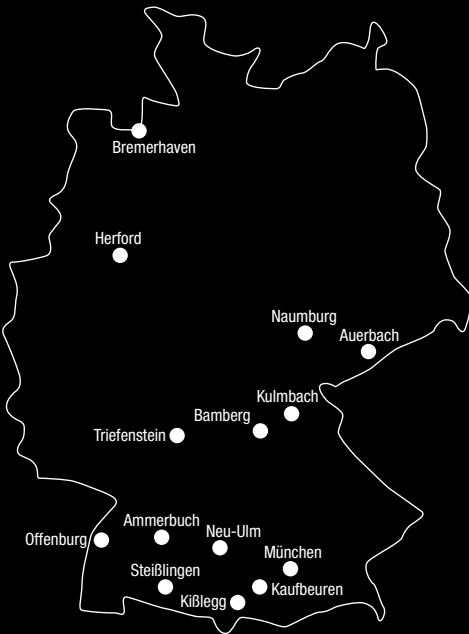 Bremerhaven
Herford
Naumburg
Auerbach
Kulmbach
Bamberg
Triefenstein
Ammerbuch
Offenburg
Neu-Ulm
München
Steißlingen
Kaufbeuren
Kißlegg